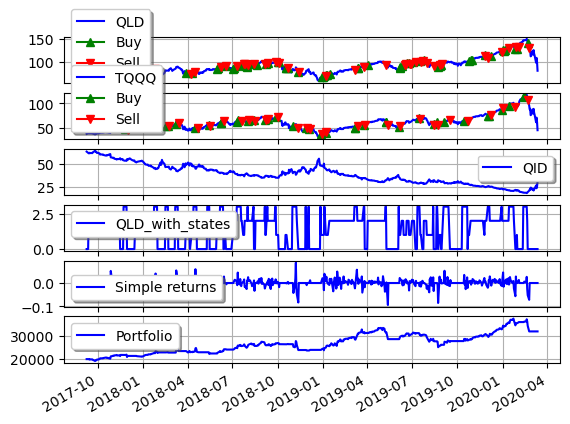 QLD
Buy
Sell
150
100
TQQQ
Buy
Sell
100
50
QID
50
25
QLD_with_states
2.5
0.0
Simple returns
0.0
−0.1
Portfolio
30000
20000
2017-10 2018-01 2018-04 2018-07 2018-10 2019-01 2019-04 2019-07 2019-10 2020-01 2020-04